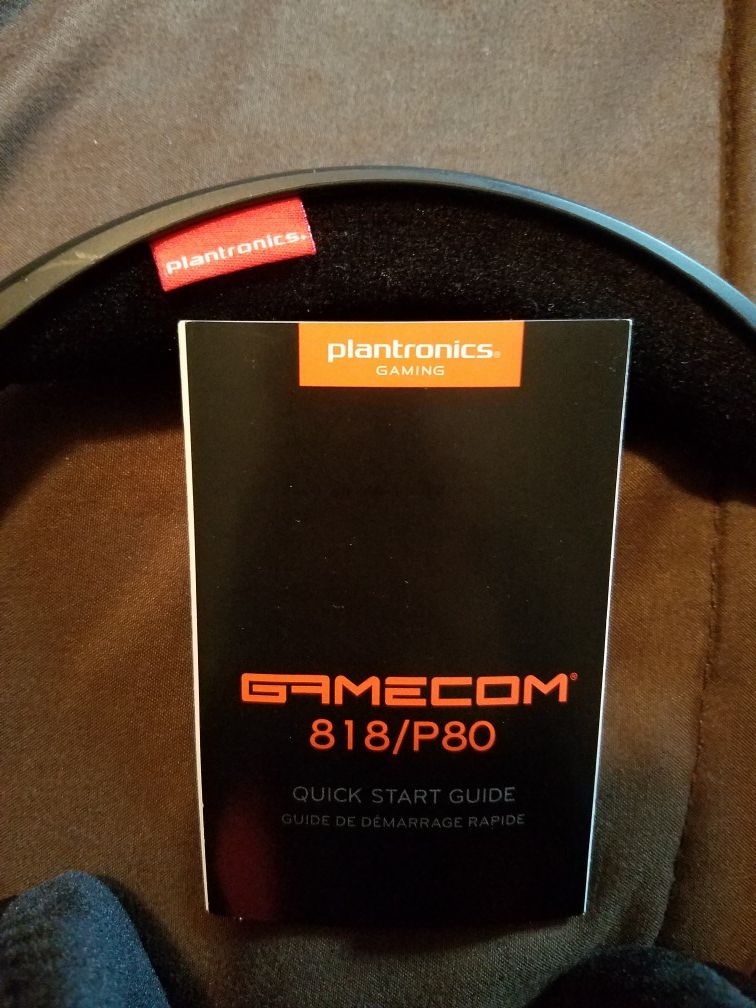 plantronics®
plantronics®
GAMING
GAMECOM®
818/P80
QUICK START GUIDE
GUIDE DE DÉMARRAGE RAPIDE